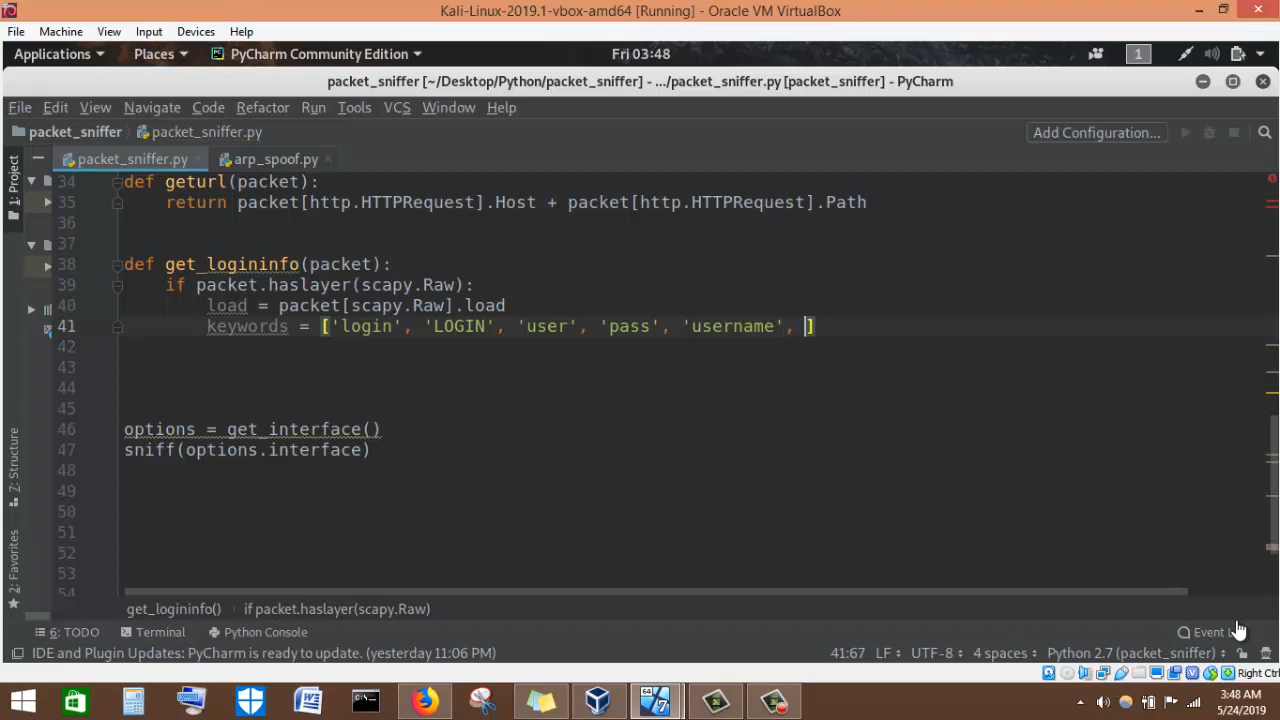 Kali-Linux-2019.1-vbox-amd64 [Running] - Oracle VM VirtualBox
File Machine View Input Devices Help
Applications Places PyCharm Community Edition Fri 03:48 1
packet_sniffer [~/Desktop/Python/packet_sniffer] - .../packet_sniffer.py [packet_sniffer] - PyCharm
File Edit View Navigate Code Refactor Run Tools VCS Window Help
packet_sniffer packet_sniffer.py Add Configuration...
1: Project
packet_sniffer.py arp_spoof.py
34 def geturl(packet):
35 return packet[http.HTTPRequest].Host + packet[http.HTTPRequest].Path
36
37
38 def get_logininfo(packet):
39 if packet.haslayer(scapy.Raw):
40 load = packet[scapy.Raw].load
41 keywords = ['login', 'LOGIN', 'user', 'pass', 'username', ]
42
43
44
45
46 options = get_interface()
47 sniff(options.interface)
48
49
50
51
52
53
54
7: Structure
2: Favorites
get_logininfo() if packet.haslayer(scapy.Raw)
6: TODO Terminal Python Console Event
IDE and Plugin Updates: PyCharm is ready to update. (yesterday 11:06 PM) 41:67 LF UTF-8 4 spaces Python 2.7 (packet_sniffer)
Right Ctrl
3:48 AM
5/24/2019